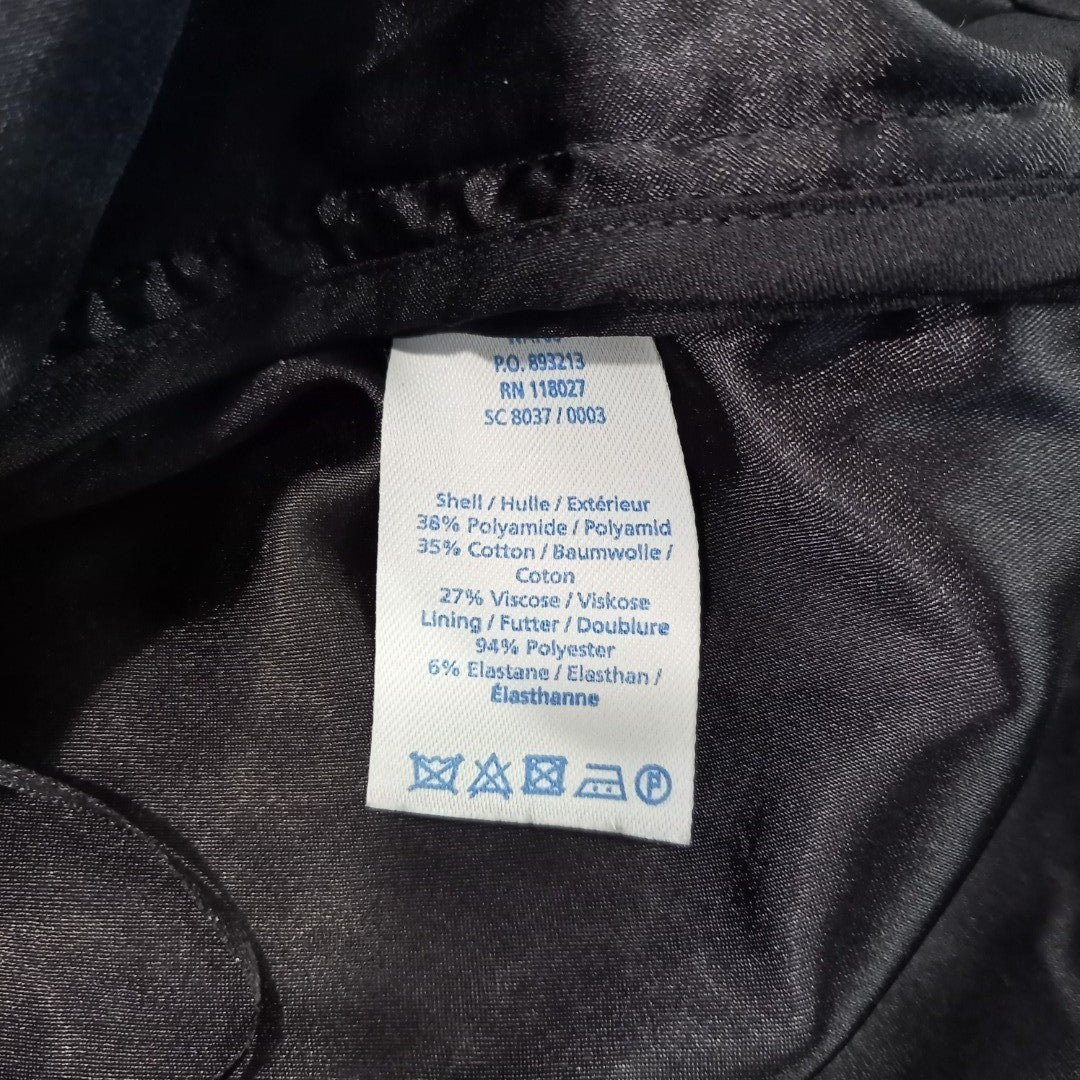 P.O. 893213
RN 118027
SC 8037 / 0003
Shell / Hulle / Extérieur
38% Polyamide / Polyamid
35% Cotton / Baumwolle /
Coton
27% Viscose / Viskose
Lining / Futter / Doublure
94% Polyester
6% Elastane / Elasthan /
Élasthanne
P